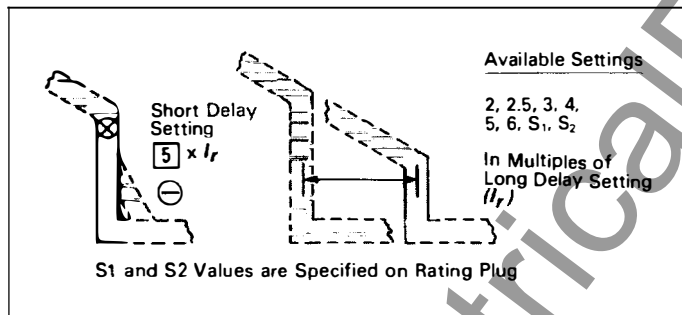 Short Delay
Setting
5 x Ir
Available Settings
2, 2.5, 3, 4,
5, 6, S1, S2
In Multiples of
Long Delay Setting
(Ir)
S1 and S2 Values are Specified on Rating Plug